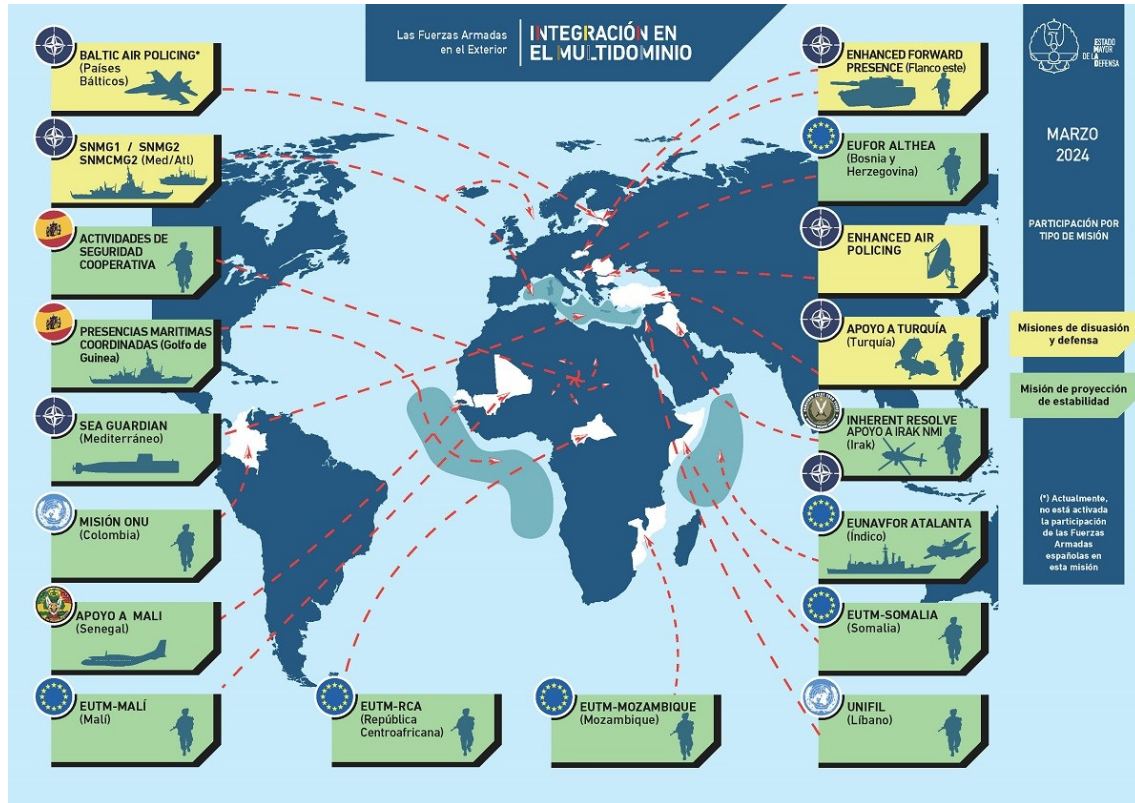 Las Fuerzas Armadas
en el Exterior
INTEGRACIÓN EN
EL MULTIDOMINIO
ESTADO
MAYOR
DE LA
DEFENSA
MARZO
2024
PARTICIPACIÓN POR
TIPO DE MISIÓN
Misiones de disuasión
y defensa
Misión de proyección
de estabilidad
(*) Actualmente,
no está activada
la participación
de las Fuerzas
Armadas
españolas en
esta misión
BALTIC AIR POLICING*
(Países
Bálticos)
SNMG1 / SNMG2
SNMCMG2 (Med/Atl)
ACTIVIDADES DE
SEGURIDAD
COOPERATIVA
PRESENCIAS MARITIMAS
COORDINADAS (Golfo de
Guinea)
SEA GUARDIAN
(Mediterráneo)
MISIÓN ONU
(Colombia)
APOYO A MALI
(Senegal)
EUTM-MALÍ
(Malí)
EUTM-RCA
(República
Centroafricana)
EUTM-MOZAMBIQUE
(Mozambique)
ENHANCED FORWARD
PRESENCE (Flanco este)
EUFOR ALTHEA
(Bosnia y
Herzegovina)
ENHANCED AIR
POLICING
APOYO A TURQUÍA
(Turquía)
INHERENT RESOLVE
APOYO A IRAK NMI
(Irak)
EUNAVFOR ATALANTA
(Índico)
EUTM-SOMALIA
(Somalia)
UNIFIL
(Líbano)